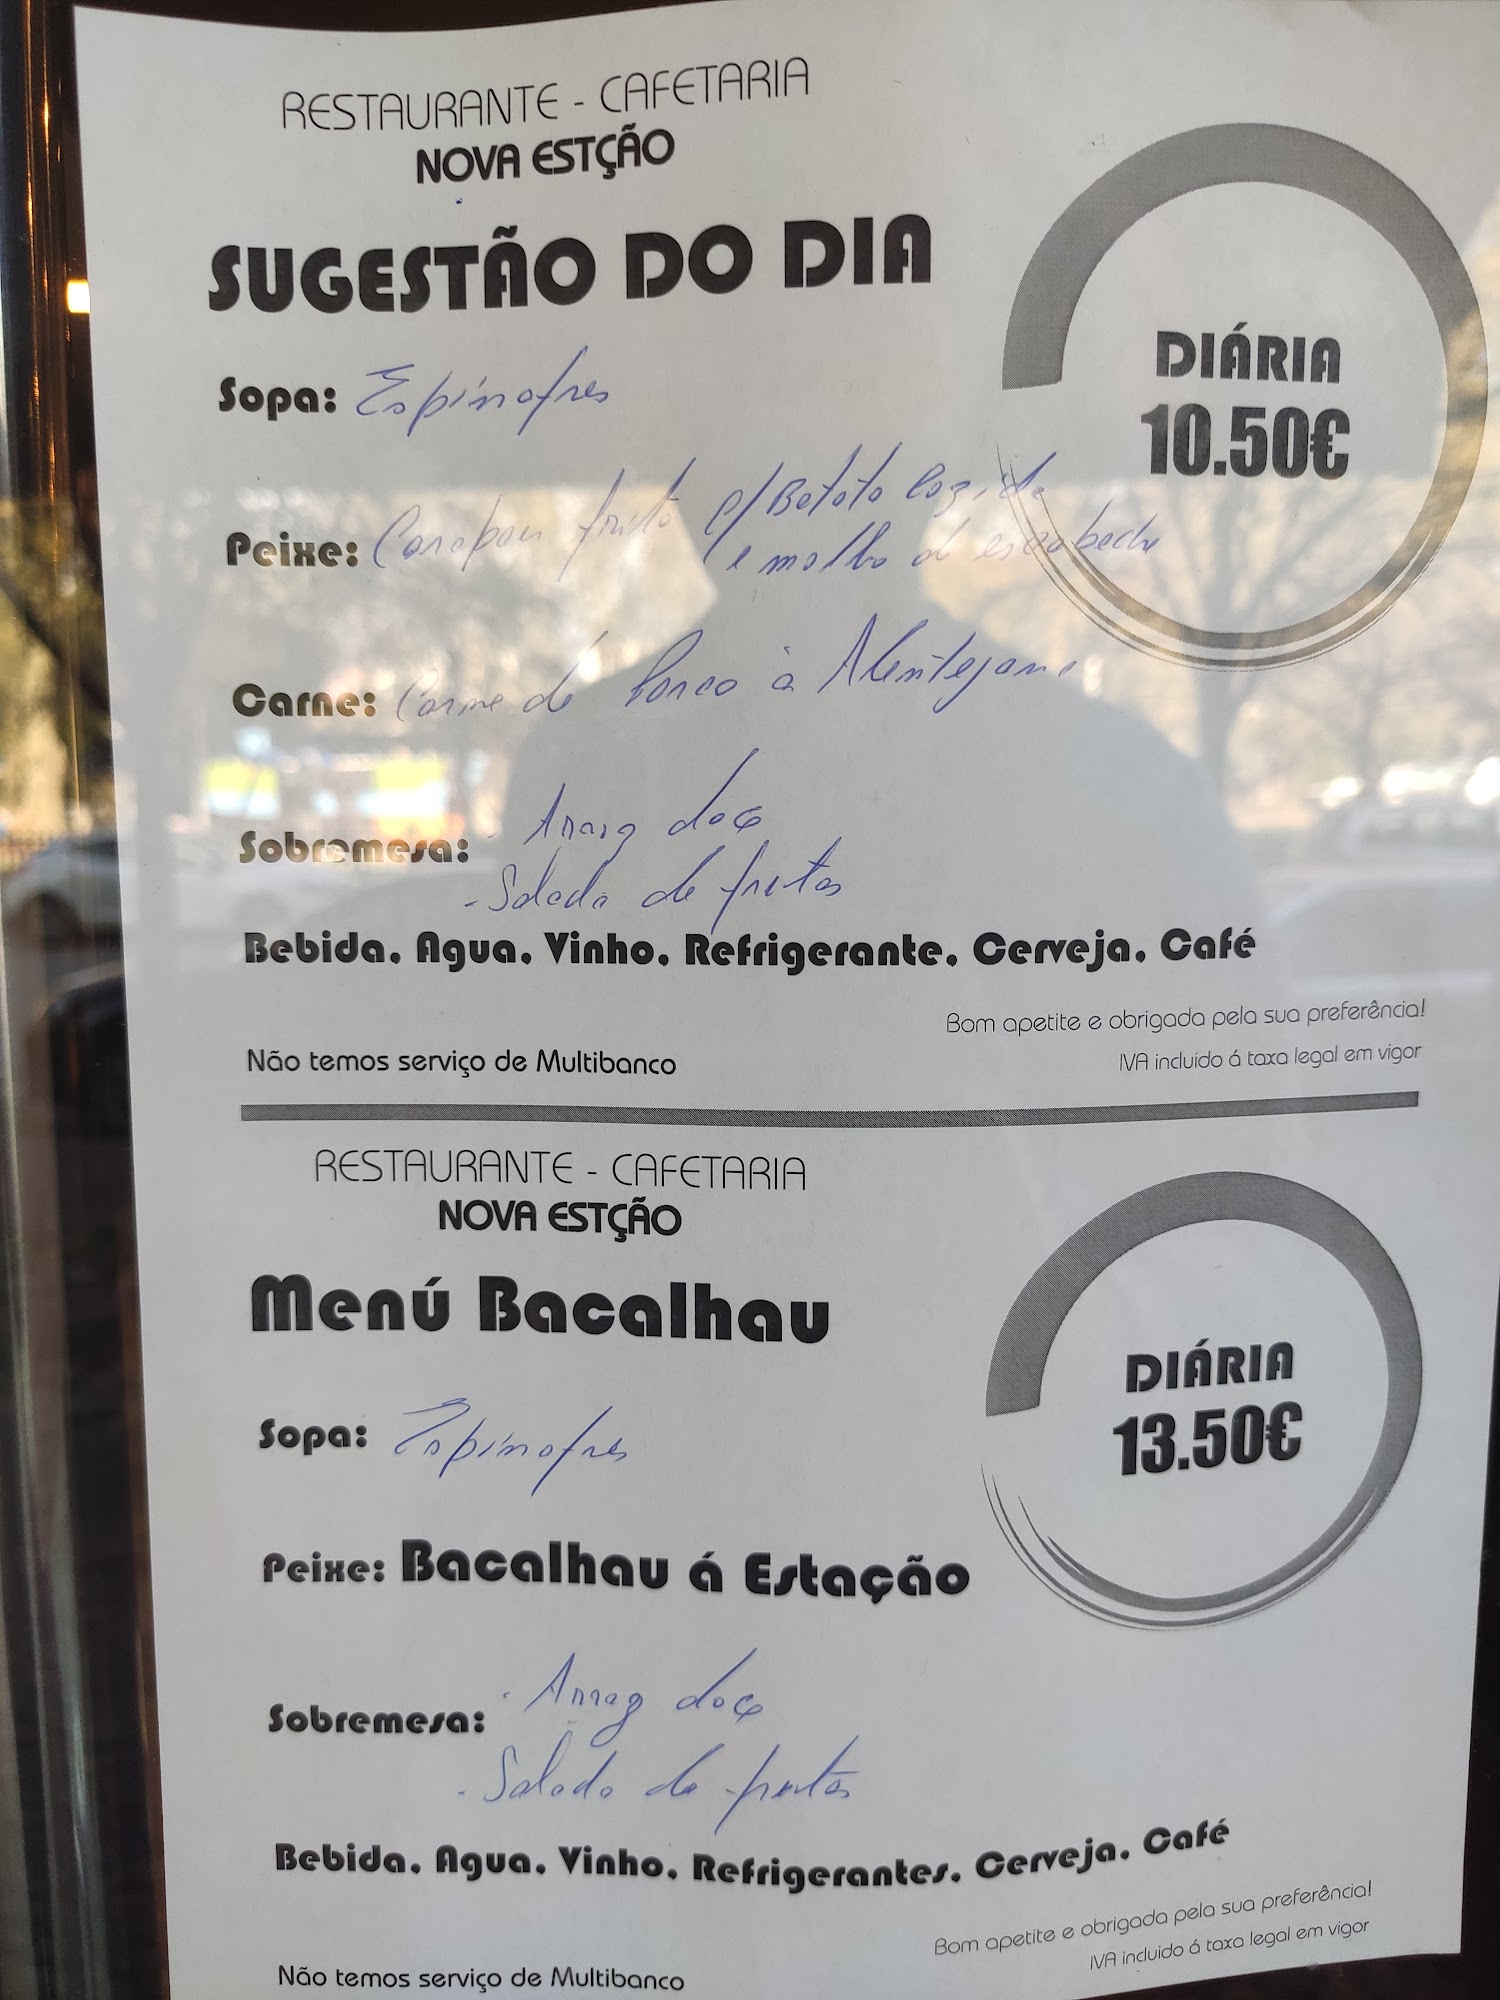 RESTAURANTE - CAFETARIA
NOVA ESTÇÃO
SUGESTÃO DO DIA
DIÁRIA
10.50€
Sopa: Espinafres
Peixe: Carapau frito c/Batata Cozida
e molho d escabeche
Carne: Carne de Porco à Alentejana
Sobremesa: - Arroz doce
- Salada de frutas
Bebida, Agua, Vinho, Refrigerante, Cerveja, Café
Bom apetite e obrigada pela sua preferência!
Não temos serviço de Multibanco
IVA incluido á taxa legal em vigor
RESTAURANTE - CAFETARIA
NOVA ESTÇÃO
Menú Bacalhau
DIÁRIA
13.50€
Sopa: Espinafres
Peixe: Bacalhau á Estação
Sobremesa: - Arroz doce
- Salada de frutas
Bebida, Agua, Vinho, Refrigerantes, Cerveja, Café
Bom apetite e obrigada pela sua preferência!
IVA incluido á taxa legal em vigor
Não temos serviço de Multibanco